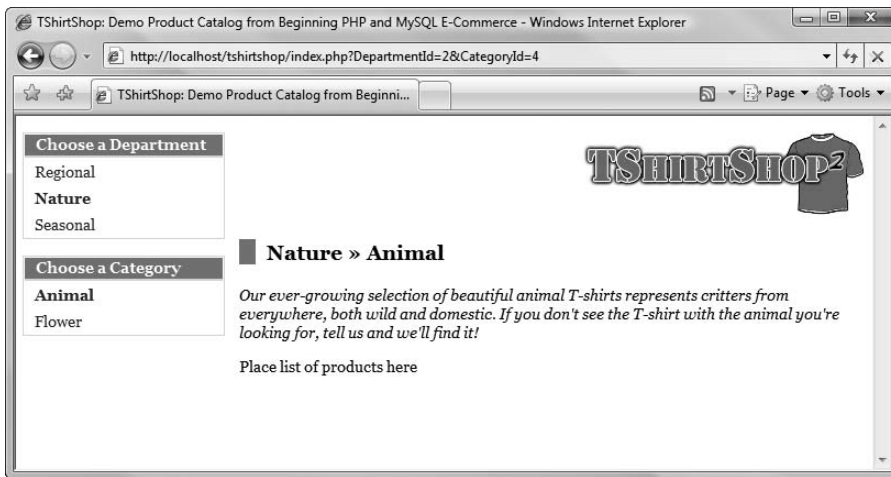 TShirtShop: Demo Product Catalog from Beginning PHP and MySQL E-Commerce - Windows Internet Explorer
http://localhost/tshirtshop/index.php?DepartmentId=2&CategoryId=4
TShirtShop: Demo Product Catalog from Beginni...
Page
Tools
Choose a Department
Regional
Nature
Seasonal
Choose a Category
Animal
Flower
TShirtShop²
Nature » Animal
Our ever-growing selection of beautiful animal T-shirts represents critters from
everywhere, both wild and domestic. If you don't see the T-shirt with the animal you're
looking for, tell us and we'll find it!
Place list of products here